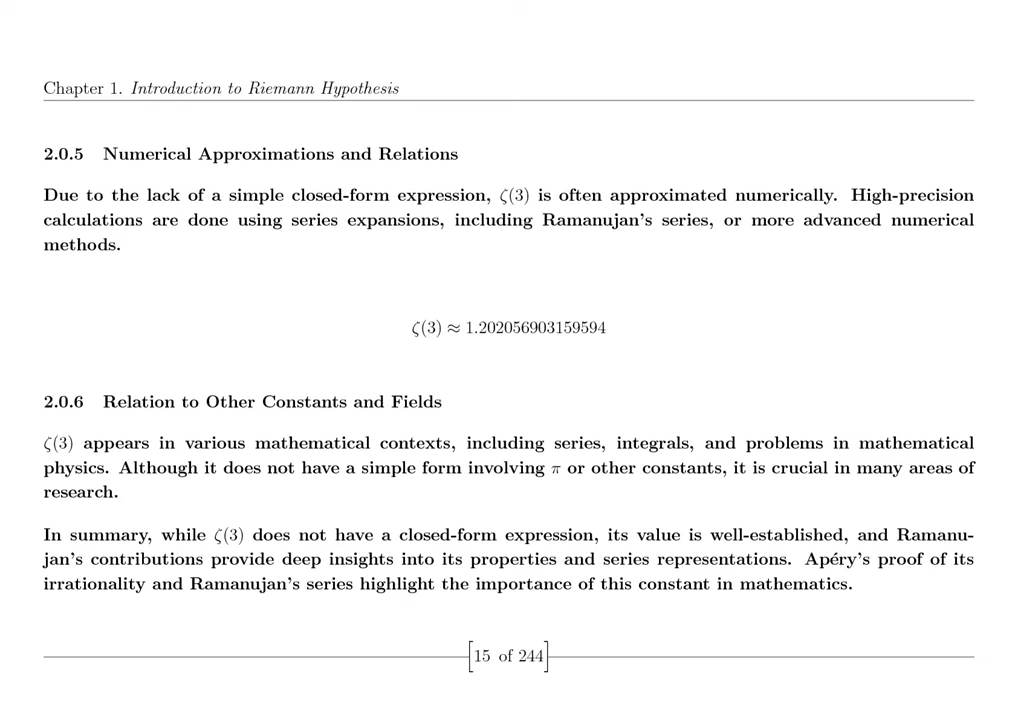 Chapter 1. Introduction to Riemann Hypothesis
2.0.5 Numerical Approximations and Relations
Due to the lack of a simple closed-form expression, ζ(3) is often approximated numerically. High-precision
calculations are done using series expansions, including Ramanujan's series, or more advanced numerical
methods.
ζ(3) ≈ 1.202056903159594
2.0.6 Relation to Other Constants and Fields
ζ(3) appears in various mathematical contexts, including series, integrals, and problems in mathematical
physics. Although it does not have a simple form involving π or other constants, it is crucial in many areas of
research.
In summary, while ζ(3) does not have a closed-form expression, its value is well-established, and Ramanu-
jan's contributions provide deep insights into its properties and series representations. Apéry's proof of its
irrationality and Ramanujan's series highlight the importance of this constant in mathematics.
[15 of 244]